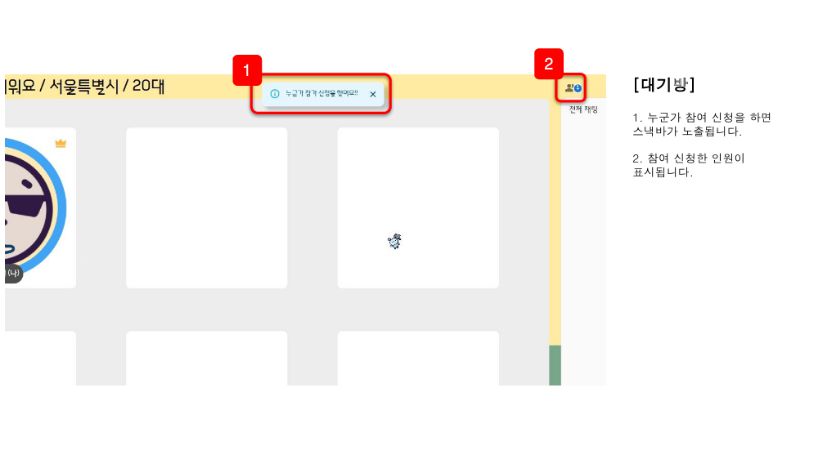 1
2
워요 / 서울특별시 / 20대
누군가 참가 신청을 했어요!!
전체 채팅
(나)
[대기방]
1. 누군가 참여 신청을 하면
스낵바가 노출됩니다.
2. 참여 신청한 인원이
표시됩니다.